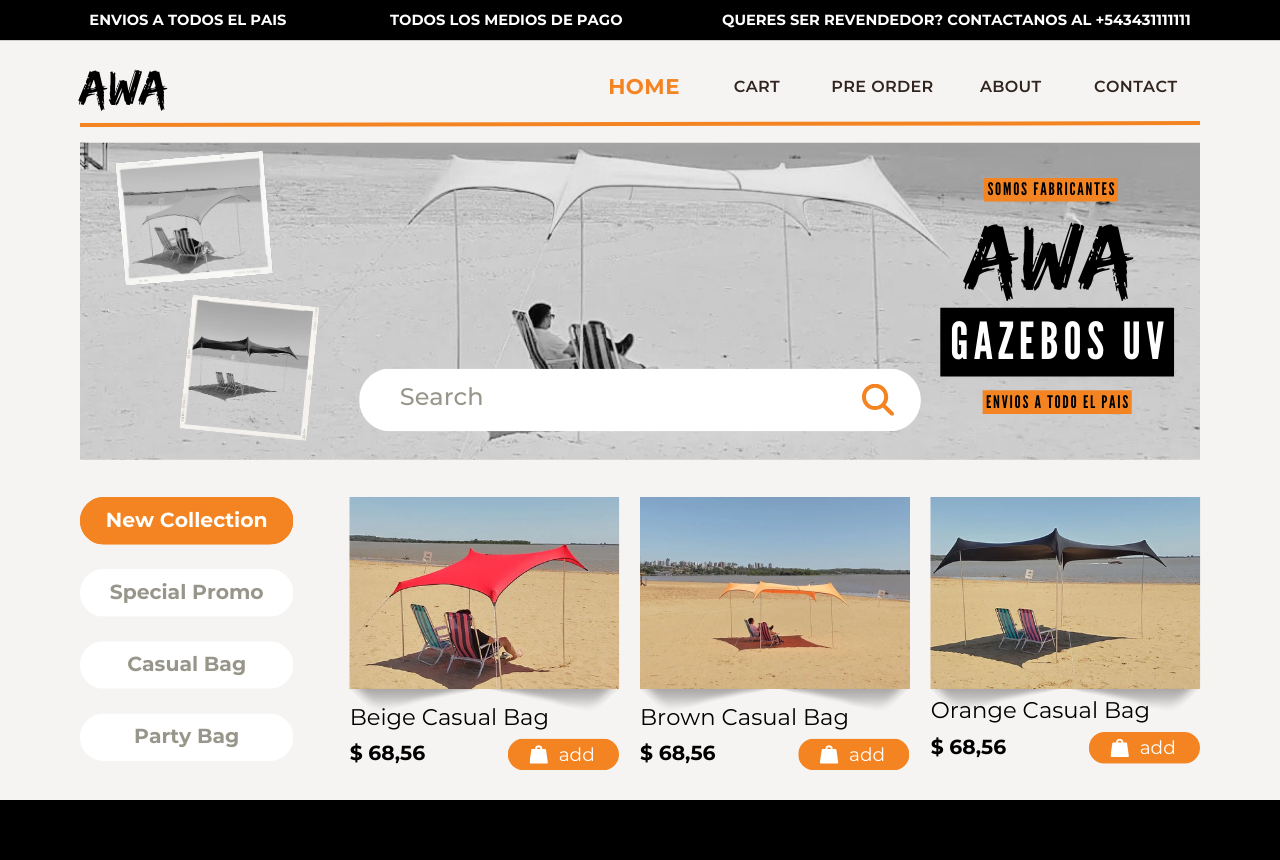 ENVIOS A TODOS EL PAIS
TODOS LOS MEDIOS DE PAGO
QUERES SER REVENDEDOR? CONTACTANOS AL +543431111111
AWA
HOME
CART
PRE ORDER
ABOUT
CONTACT
SOMOS FABRICANTES
AWA
GAZEBOS UV
ENVIOS A TODO EL PAIS
Search
New Collection
Special Promo
Casual Bag
Party Bag
Beige Casual Bag
$ 68,56
add
Brown Casual Bag
$ 68,56
add
Orange Casual Bag
$ 68,56
add